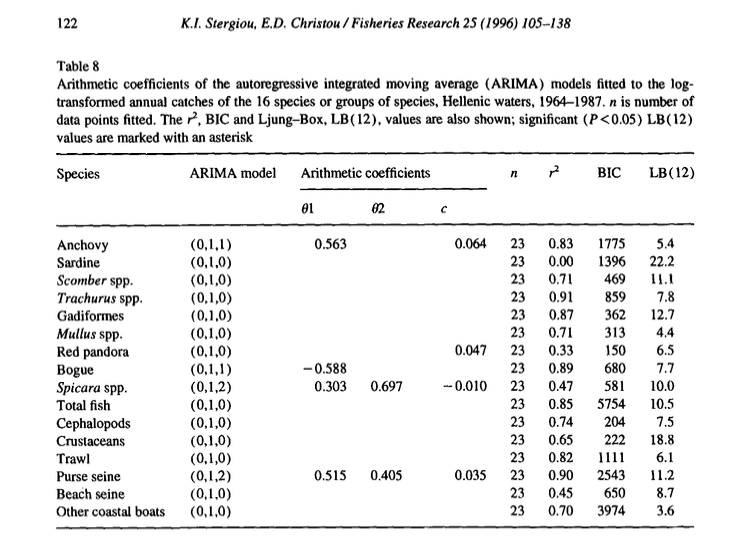 122 K.I. Stergiou, E.D. Christou / Fisheries Research 25 (1996) 105–138
Table 8
Arithmetic coefficients of the autoregressive integrated moving average (ARIMA) models fitted to the log-
transformed annual catches of the 16 species or groups of species, Hellenic waters, 1964–1987. n is number of
data points fitted. The r², BIC and Ljung–Box, LB(12), values are also shown; significant (P<0.05) LB(12)
values are marked with an asterisk
Species ARIMA model Arithmetic coefficients n r² BIC LB(12)
θ1 θ2 c
Anchovy (0,1,1) 0.563 0.064 23 0.83 1775 5.4
Sardine (0,1,0) 23 0.00 1396 22.2
Scomber spp. (0,1,0) 23 0.71 469 11.1
Trachurus spp. (0,1,0) 23 0.91 859 7.8
Gadiformes (0,1,0) 23 0.87 362 12.7
Mullus spp. (0,1,0) 23 0.71 313 4.4
Red pandora (0,1,0) 0.047 23 0.33 150 6.5
Bogue (0,1,1) −0.588 23 0.89 680 7.7
Spicara spp. (0,1,2) 0.303 0.697 −0.010 23 0.47 581 10.0
Total fish (0,1,0) 23 0.85 5754 10.5
Cephalopods (0,1,0) 23 0.74 204 7.5
Crustaceans (0,1,0) 23 0.65 222 18.8
Trawl (0,1,0) 23 0.82 1111 6.1
Purse seine (0,1,2) 0.515 0.405 0.035 23 0.90 2543 11.2
Beach seine (0,1,0) 23 0.45 650 8.7
Other coastal boats (0,1,0) 23 0.70 3974 3.6